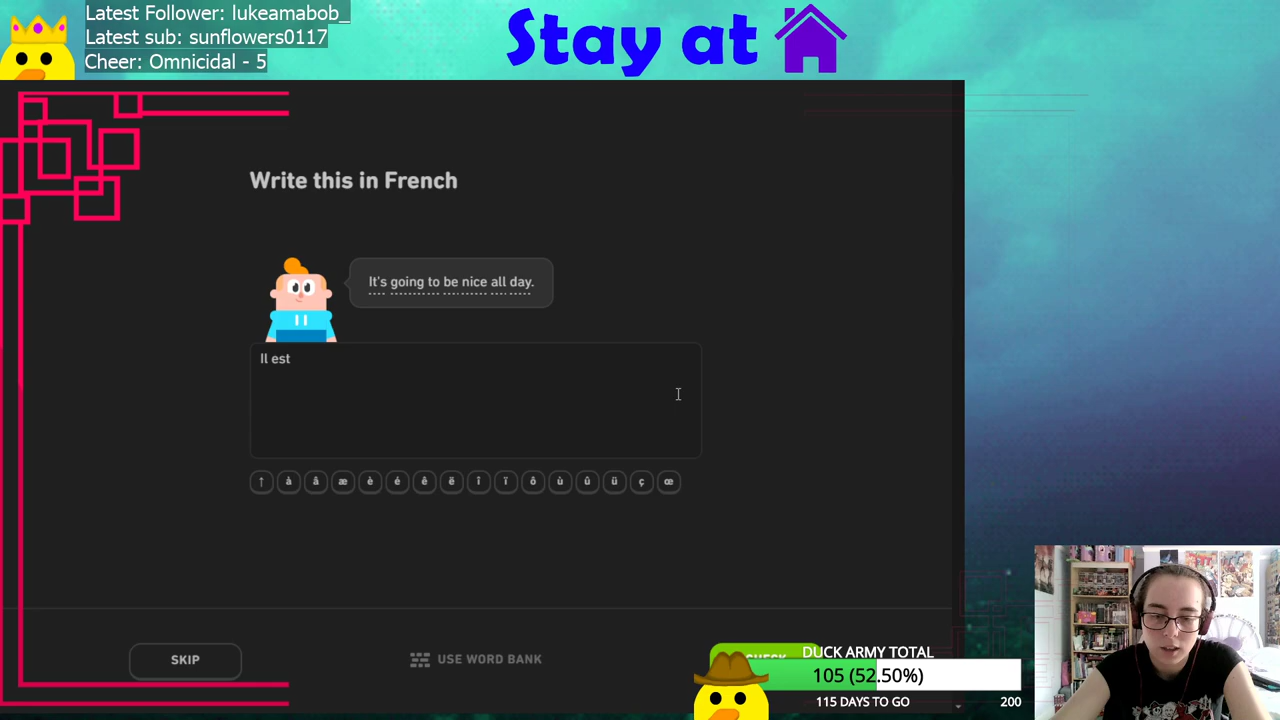 Latest Follower: lukeamabob_
Latest sub: sunflowers0117
Cheer: Omnicidal - 5
Stay at
Write this in French
It's going to be nice all day.
Il est
↑ à â æ è é ê ë î ï ô ù û ü ç œ
SKIP
USE WORD BANK
CHECK
DUCK ARMY TOTAL
105 (52.50%)
115 DAYS TO GO
200